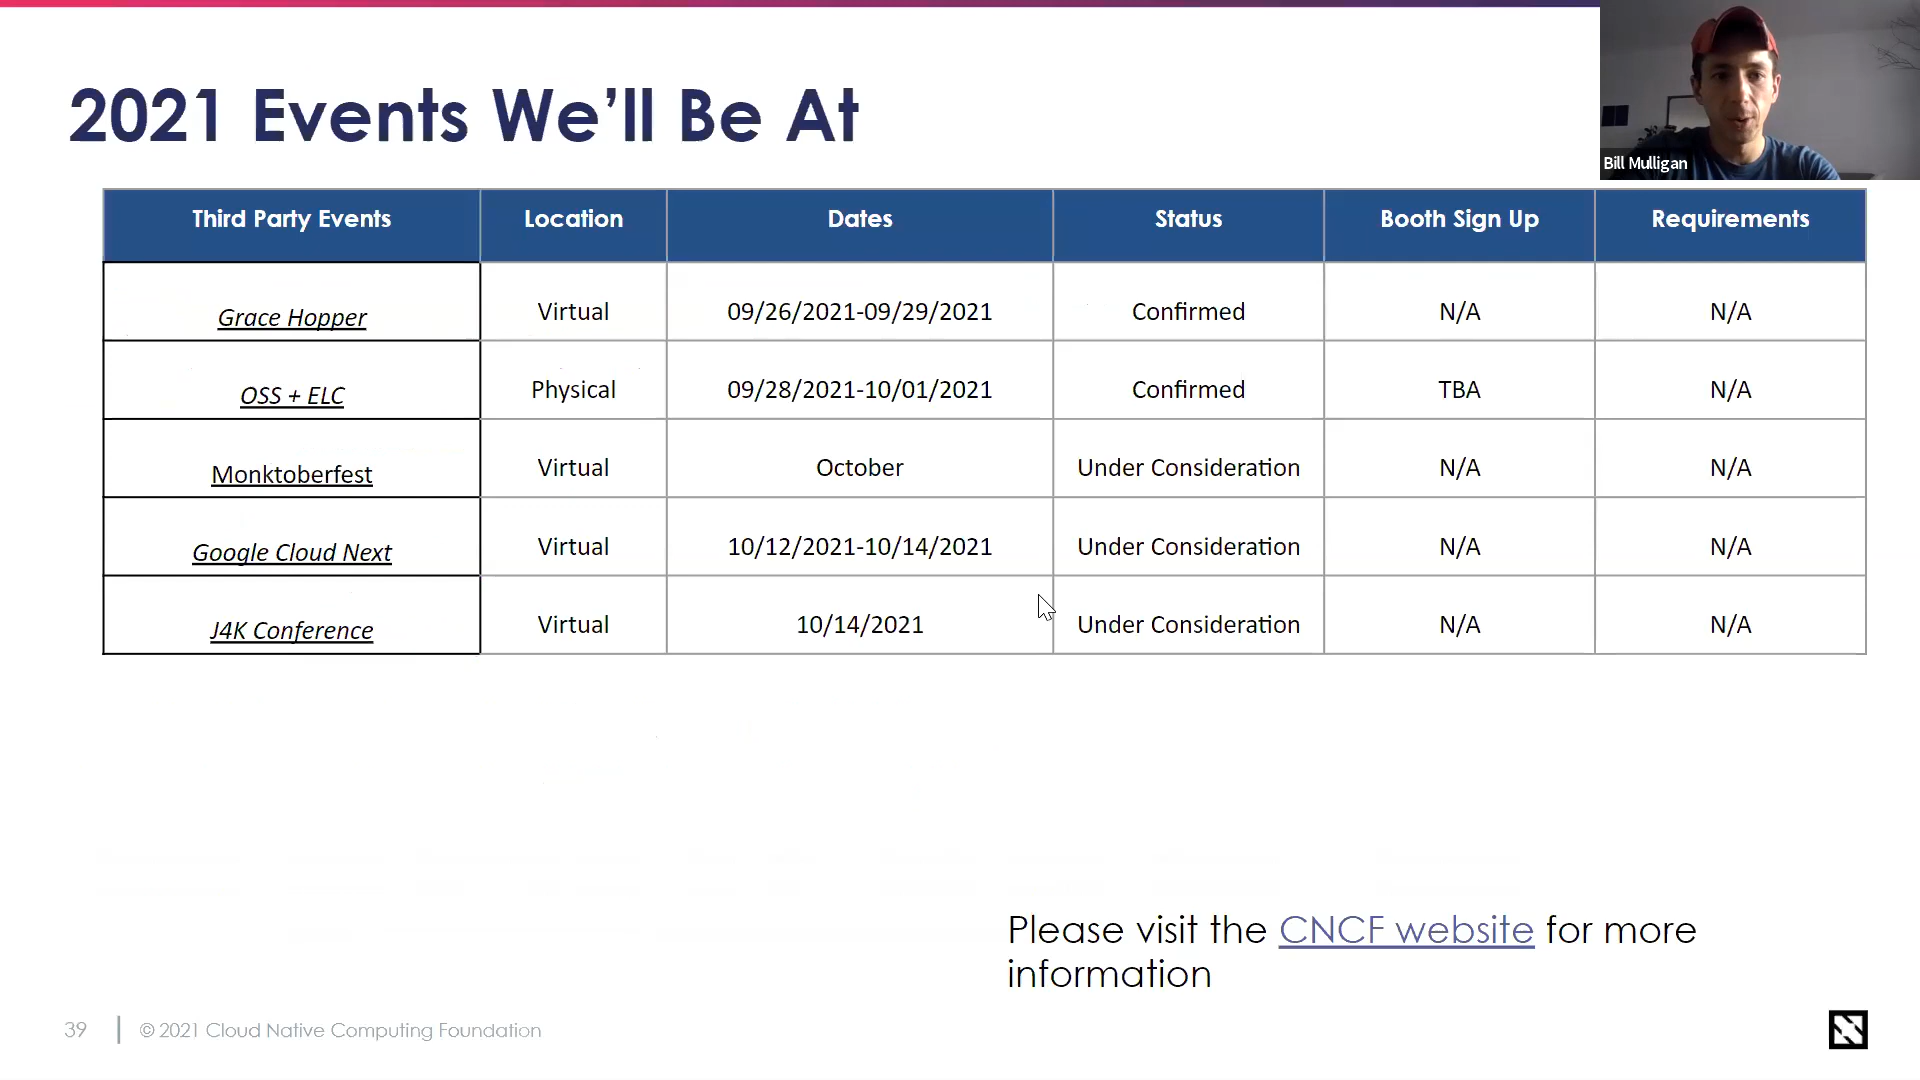 2021 Events We’ll Be At
Bill Mulligan
Third Party Events Location Dates Status Booth Sign Up Requirements
Grace Hopper Virtual 09/26/2021-09/29/2021 Confirmed N/A N/A
OSS + ELC Physical 09/28/2021-10/01/2021 Confirmed TBA N/A
Monktoberfest Virtual October Under Consideration N/A N/A
Google Cloud Next Virtual 10/12/2021-10/14/2021 Under Consideration N/A N/A
J4K Conference Virtual 10/14/2021 Under Consideration N/A N/A
Please visit the CNCF website for more
information
39 © 2021 Cloud Native Computing Foundation